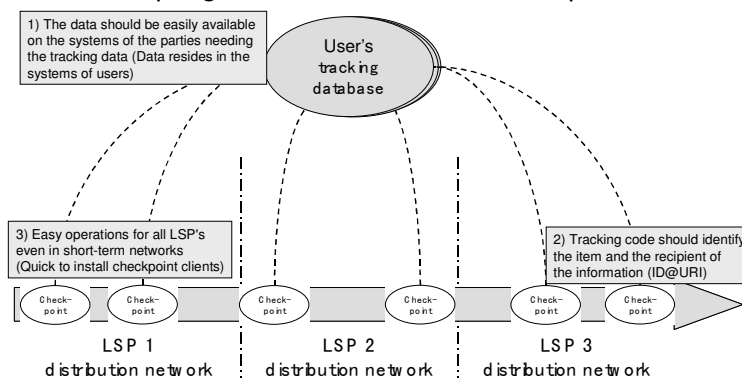 1) The data should be easily available
on the systems of the parties needing
the tracking data (Data resides in the
systems of users)
User's
tracking
database
3) Easy operations for all LSP's
even in short-term networks
(Quick to install checkpoint clients)
2) Tracking code should identify
the item and the recipient of
the information (ID@URI)
Check-
point
Check-
point
Check-
point
Check-
point
Check-
point
Check-
point
LSP 1
distribution network
LSP 2
distribution network
LSP 3
distribution network